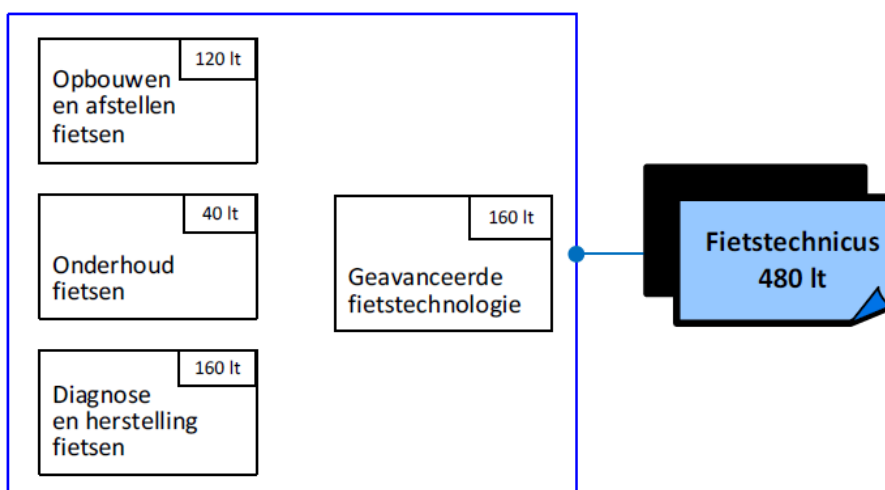 120 lt
Opbouwen
en afstellen
fietsen
40 lt
Onderhoud
fietsen
160 lt
Diagnose
en herstelling
fietsen
160 lt
Geavanceerde
fietstechnologie
Fietstechnicus
480 lt